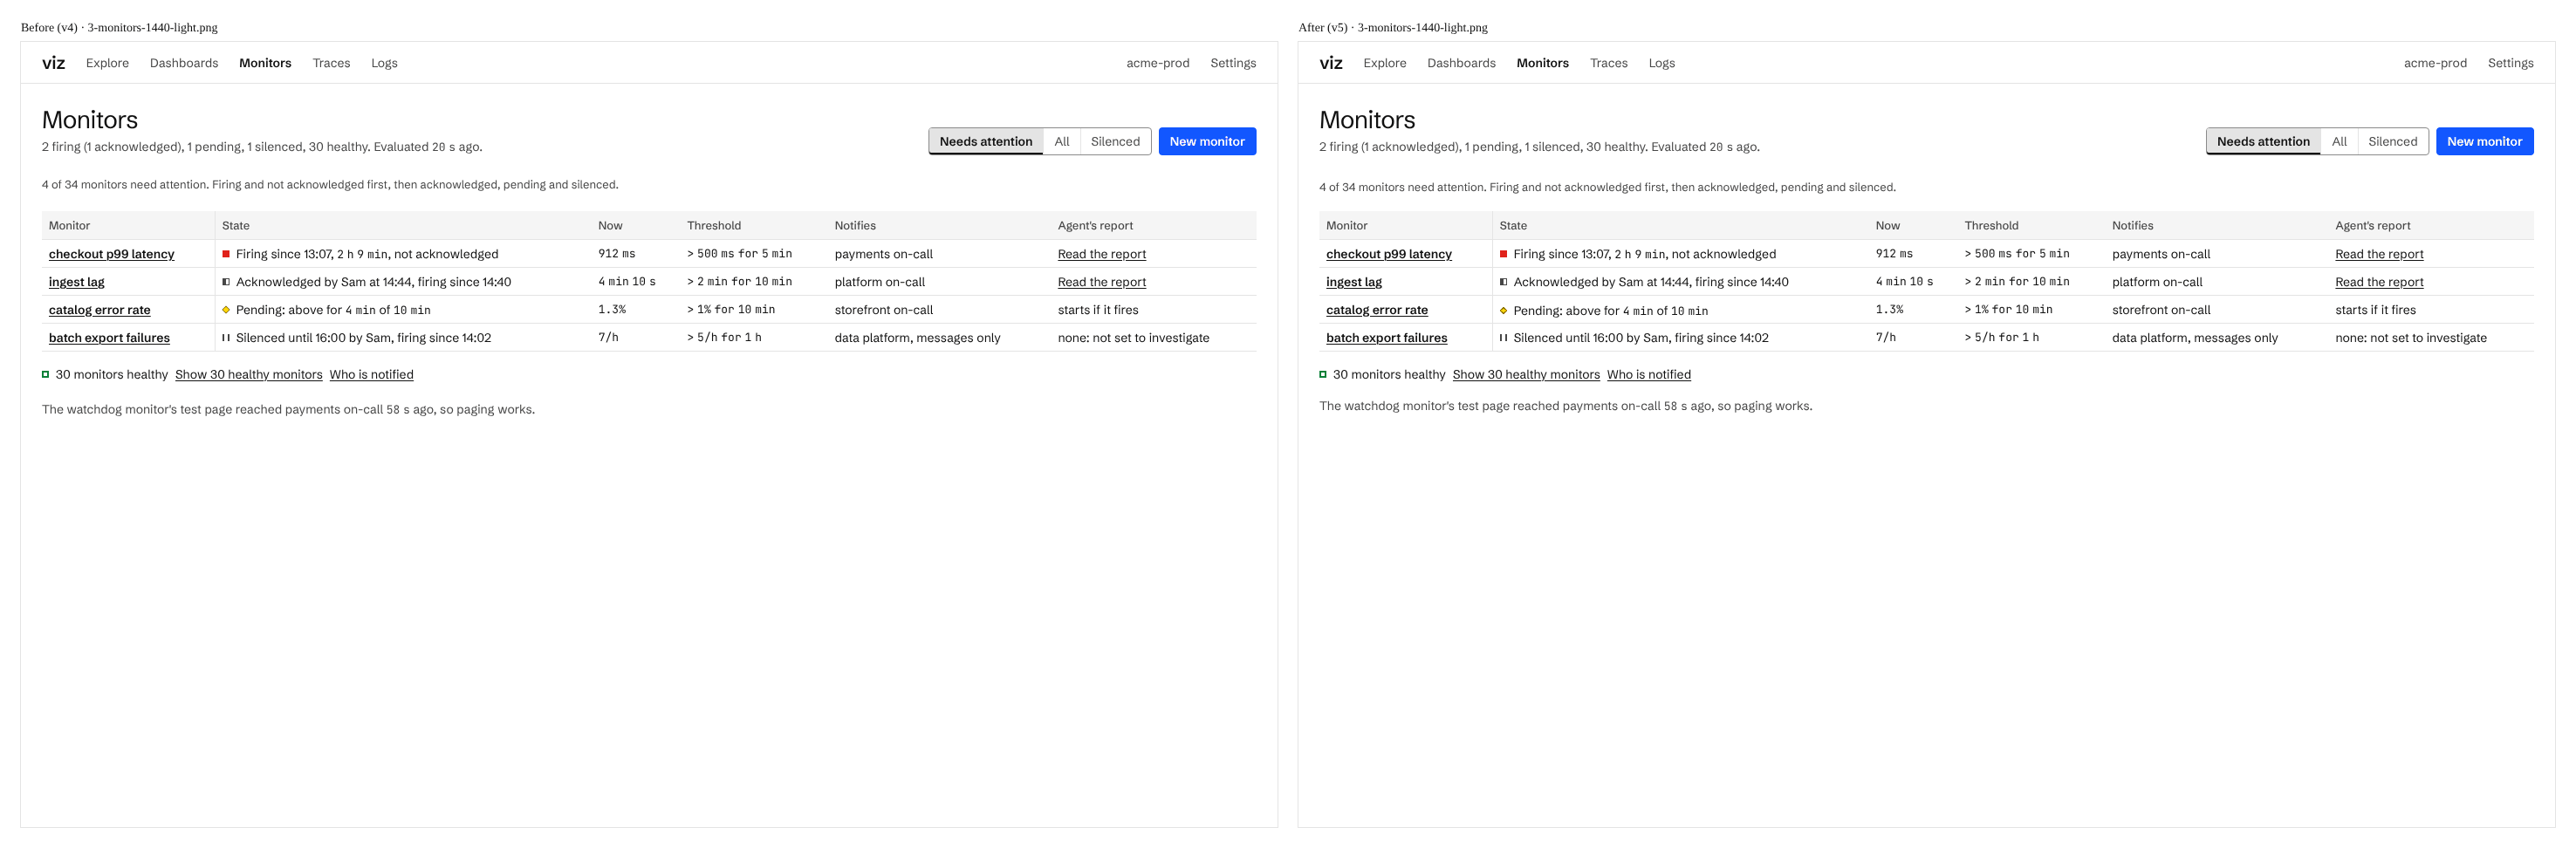 Before (v4) · 3-monitors-1440-light.png
viz Explore Dashboards Monitors Traces Logs acme-prod Settings
Monitors
2 firing (1 acknowledged), 1 pending, 1 silenced, 30 healthy. Evaluated 20 s ago.
Needs attention All Silenced New monitor
4 of 34 monitors need attention. Firing and not acknowledged first, then acknowledged, pending and silenced.
Monitor State Now Threshold Notifies Agent's report
checkout p99 latency Firing since 13:07, 2 h 9 min, not acknowledged 912 ms > 500 ms for 5 min payments on-call Read the report
ingest lag Acknowledged by Sam at 14:44, firing since 14:40 4 min 10 s > 2 min for 10 min platform on-call Read the report
catalog error rate Pending: above for 4 min of 10 min 1.3% > 1% for 10 min storefront on-call starts if it fires
batch export failures Silenced until 16:00 by Sam, firing since 14:02 7/h > 5/h for 1 h data platform, messages only none: not set to investigate
30 monitors healthy Show 30 healthy monitors Who is notified
The watchdog monitor's test page reached payments on-call 58 s ago, so paging works.
After (v5) · 3-monitors-1440-light.png
viz Explore Dashboards Monitors Traces Logs acme-prod Settings
Monitors
2 firing (1 acknowledged), 1 pending, 1 silenced, 30 healthy. Evaluated 20 s ago.
Needs attention All Silenced New monitor
4 of 34 monitors need attention. Firing and not acknowledged first, then acknowledged, pending and silenced.
Monitor State Now Threshold Notifies Agent's report
checkout p99 latency Firing since 13:07, 2 h 9 min, not acknowledged 912 ms > 500 ms for 5 min payments on-call Read the report
ingest lag Acknowledged by Sam at 14:44, firing since 14:40 4 min 10 s > 2 min for 10 min platform on-call Read the report
catalog error rate Pending: above for 4 min of 10 min 1.3% > 1% for 10 min storefront on-call starts if it fires
batch export failures Silenced until 16:00 by Sam, firing since 14:02 7/h > 5/h for 1 h data platform, messages only none: not set to investigate
30 monitors healthy Show 30 healthy monitors Who is notified
The watchdog monitor's test page reached payments on-call 58 s ago, so paging works.